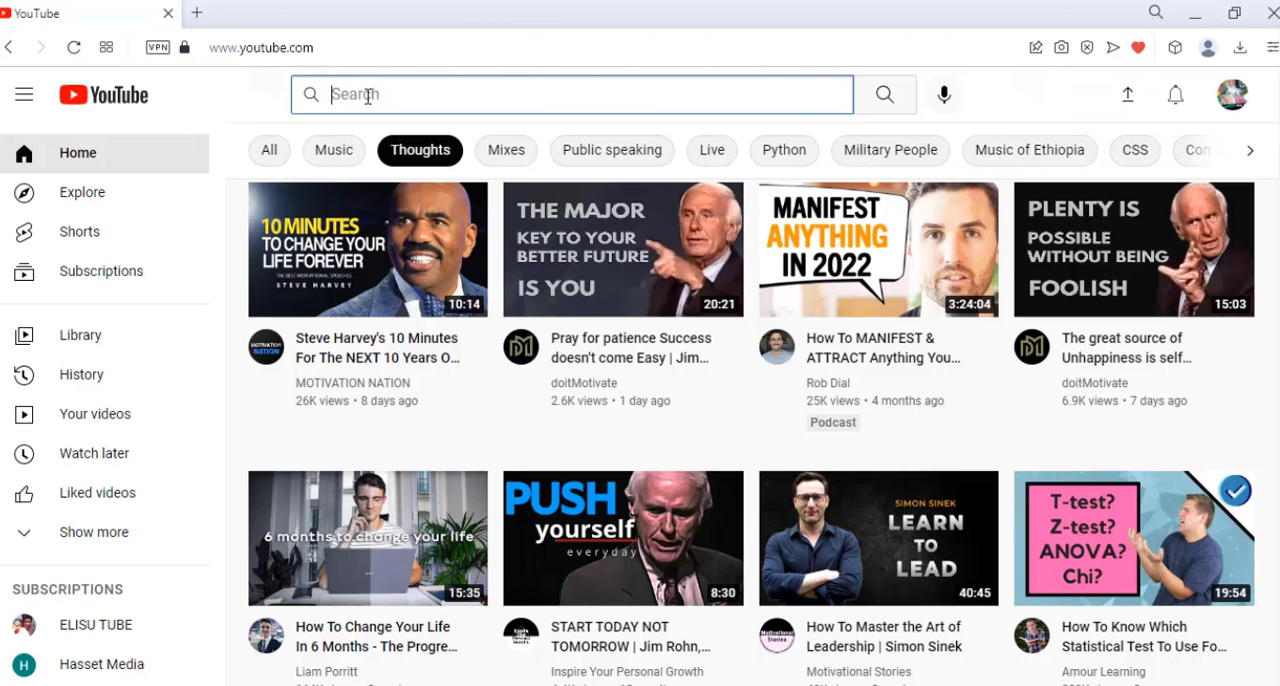 YouTube
VPN
www.youtube.com
YouTube
Search
Home
Explore
Shorts
Subscriptions
Library
History
Your videos
Watch later
Liked videos
Show more
SUBSCRIPTIONS
ELISU TUBE
H
Hasset Media
All
Music
Thoughts
Mixes
Public speaking
Live
Python
Military People
Music of Ethiopia
CSS
10 MINUTES
TO CHANGE YOUR
LIFE FOREVER
THE BEST MOTIVATIONAL SPEECHES
STEVE HARVEY
10:14
MOTIVATION
NATION
Steve Harvey's 10 Minutes
For The NEXT 10 Years O...
MOTIVATION NATION
26K views • 8 days ago
THE MAJOR
KEY TO YOUR
BETTER FUTURE
IS YOU
20:21
Pray for patience Success
doesn't come Easy | Jim...
doitMotivate
2.6K views • 1 day ago
MANIFEST
ANYTHING
IN 2022
3:24:04
How To MANIFEST &
ATTRACT Anything You...
Rob Dial
25K views • 4 months ago
Podcast
PLENTY IS
POSSIBLE
WITHOUT BEING
FOOLISH
15:03
The great source of
Unhappiness is self...
doitMotivate
6.9K views • 7 days ago
6 months to change your life
15:35
How To Change Your Life
In 6 Months - The Progre...
Liam Porritt
PUSH
yourself
everyday
8:30
START TODAY NOT
TOMORROW | Jim Rohn,...
Inspire Your Personal Growth
SIMON SINEK
LEARN
TO
LEAD
40:45
How To Master the Art of
Leadership | Simon Sinek
Motivational Stories
T-test?
Z-test?
ANOVA?
Chi?
19:54
How To Know Which
Statistical Test To Use Fo...
Amour Learning